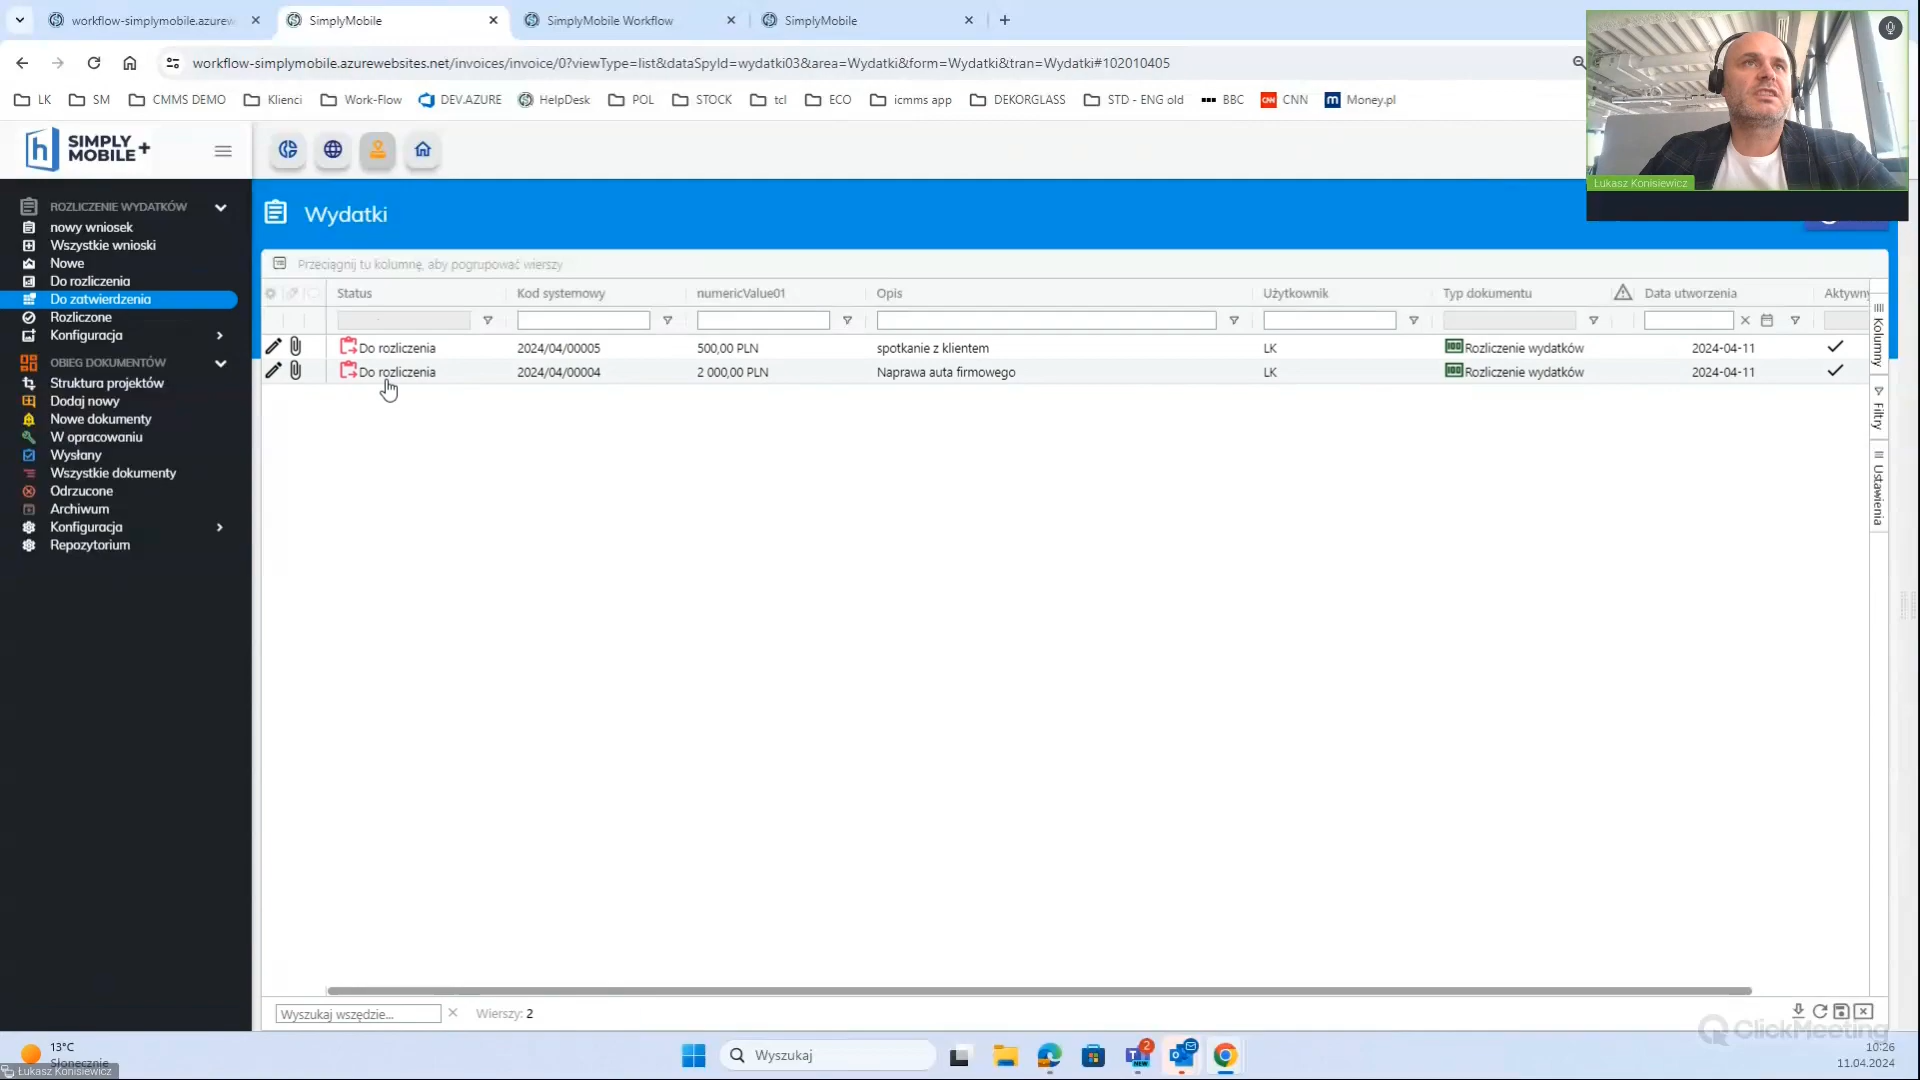 workflow-simplymobile.azurew
SimplyMobile
SimplyMobile Workflow
SimplyMobile
workflow-simplymobile.azurewebsites.net/invoices/invoice/0?viewType=list&dataSpyId=wydatki03&area=Wydatki&form=Wydatki&tran=Wydatki#102010405
LK SM CMMS DEMO Klienci Work-Flow DEV.AZURE HelpDesk POL STOCK tcl ECO icmms app DEKORGLASS STD - ENG old BBC CNN Money.pl
Łukasz Konisiewicz
SIMPLY
MOBILE +
ROZLICZENIE WYDATKÓW
nowy wniosek
Wszystkie wnioski
Nowe
Do rozliczenia
Do zatwierdzenia
Rozliczone
Konfiguracja
OBIEG DOKUMENTÓW
Struktura projektów
Dodaj nowy
Nowe dokumenty
W opracowaniu
Wysłany
Wszystkie dokumenty
Odrzucone
Archiwum
Konfiguracja
Repozytorium
Wydatki
Przeciągnij tu kolumnę, aby pogrupować wierszy
Status Kod systemowy numericValue01 Opis Użytkownik Typ dokumentu Data utworzenia Aktywny
Do rozliczenia 2024/04/00005 500,00 PLN spotkanie z klientem LK Rozliczenie wydatków 2024-04-11
Do rozliczenia 2024/04/00004 2 000,00 PLN Naprawa auta firmowego LK Rozliczenie wydatków 2024-04-11
Kolumny
Filtry
Ustawienia
Wyszukaj wszędzie...
Wierszy: 2
ClickMeeting
13°C
Słonecznie
Łukasz Konisiewicz
Wyszukaj
NEW
2
10:26
11.04.2024